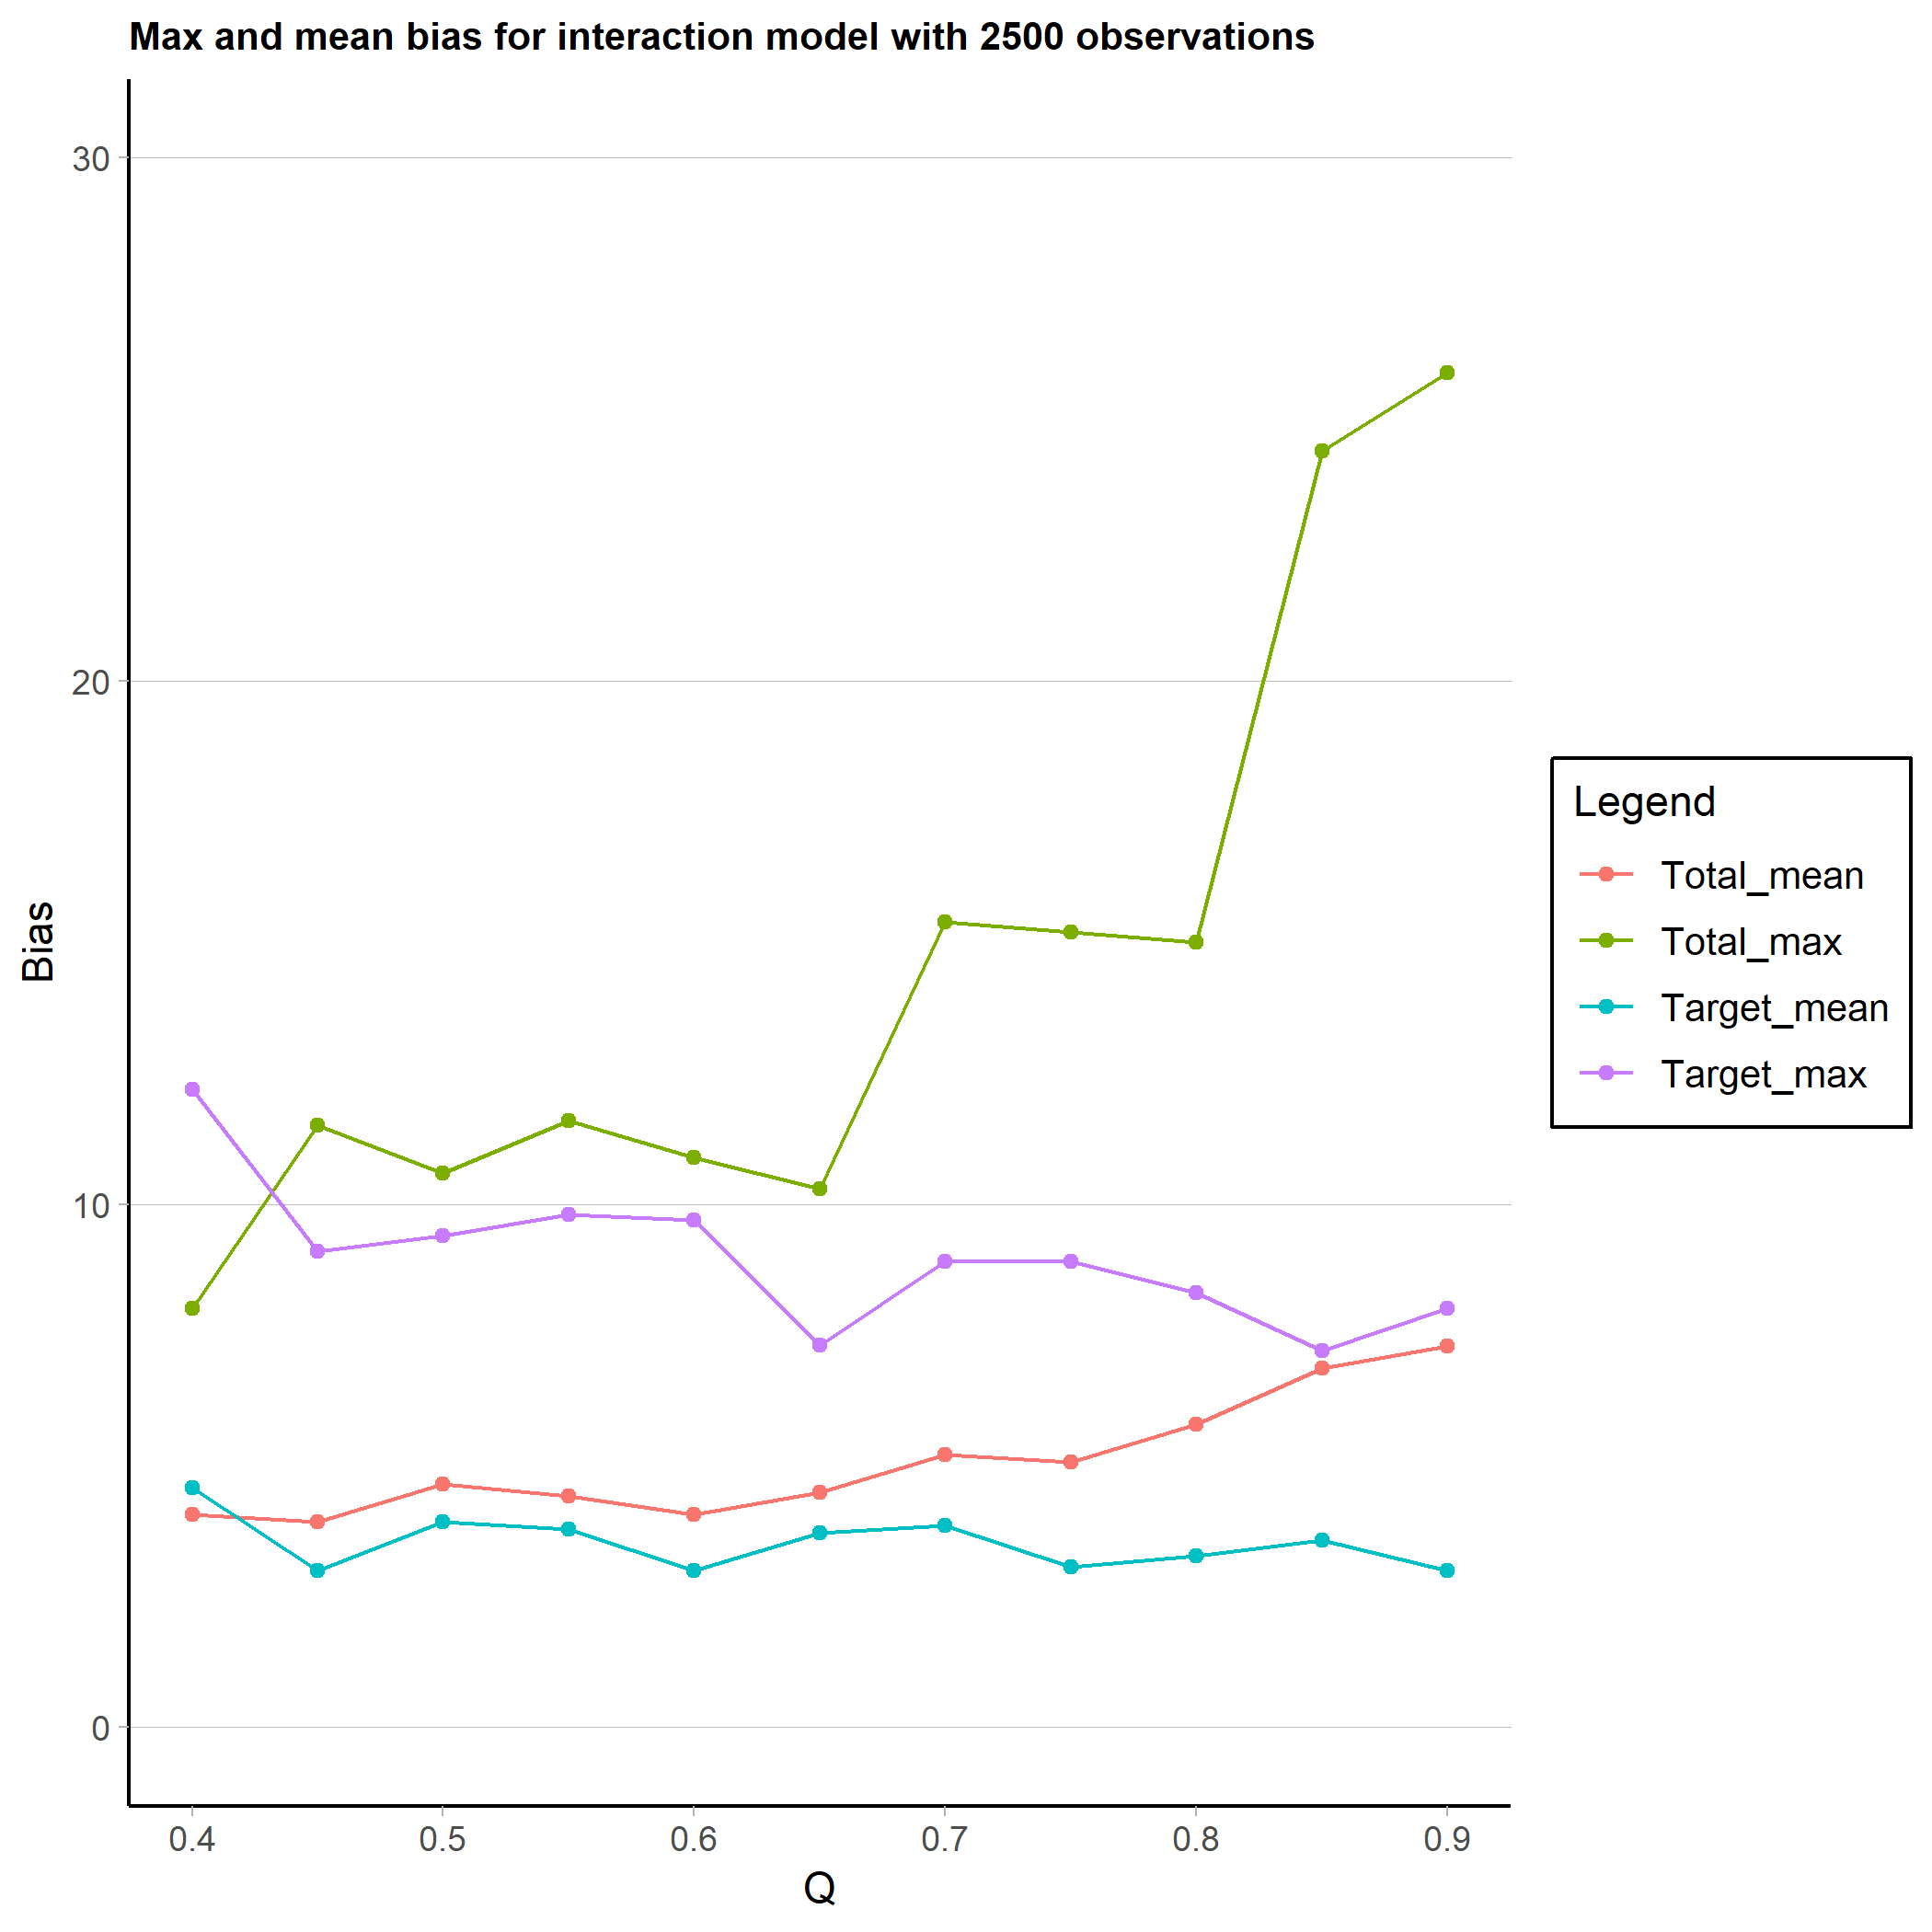 Max and mean bias for interaction model with 2500 observations
30
20
10
0
Bias
0.4 0.5 0.6 0.7 0.8 0.9
Q
Legend
Total_mean
Total_max
Target_mean
Target_max